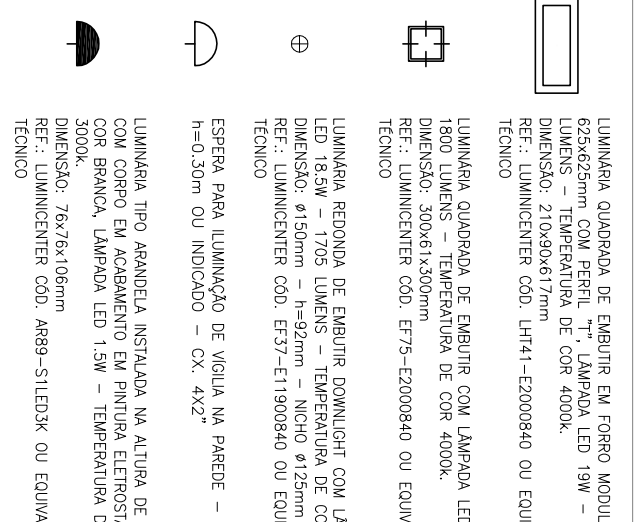 LUMINÁRIA QUADRADA DE EMBUTIR EM FORRO MODUL
625x625mm COM PERFIL "T", LÂMPADA LED 19W –
LUMENS – TEMPERATURA DE COR 4000k.
DIMENSÃO: 210x90x617mm
REF.: LUMINICENTER CÓD. LHT41–E2000840 OU EQUI
TÉCNICO
LUMINÁRIA QUADRADA DE EMBUTIR COM LÂMPADA LED
1800 LUMENS – TEMPERATURA DE COR 4000k.
DIMENSÃO: 300x61x300mm
REF.: LUMINICENTER CÓD. EF75–E2000840 OU EQUIV
TÉCNICO
LUMINÁRIA REDONDA DE EMBUTIR DOWNLIGHT COM LÂ
LED 18.5W – 1705 LUMENS – TEMPERATURA DE CO
DIMENSÃO: ø150mm – h=92mm – NICHO ø125mm
REF.: LUMINICENTER CÓD. EF37–E11900840 OU EQUI
TÉCNICO
ESPERA PARA ILUMINAÇÃO DE VÍGILIA NA PAREDE –
h=0.30m OU INDICADO – CX. 4X2"
LUMINÁRIA TIPO ARANDELA INSTALADA NA ALTURA DE
COM CORPO EM ACABAMENTO EM PINTURA ELETROSTÁ
COR BRANCA, LÂMPADA LED 1.5W – TEMPERATURA D
3000k.
DIMENSÃO: 76x76x106mm
REF.: LUMINICENTER CÓD. AR89–S1LED3K OU EQUIVA
TÉCNICO